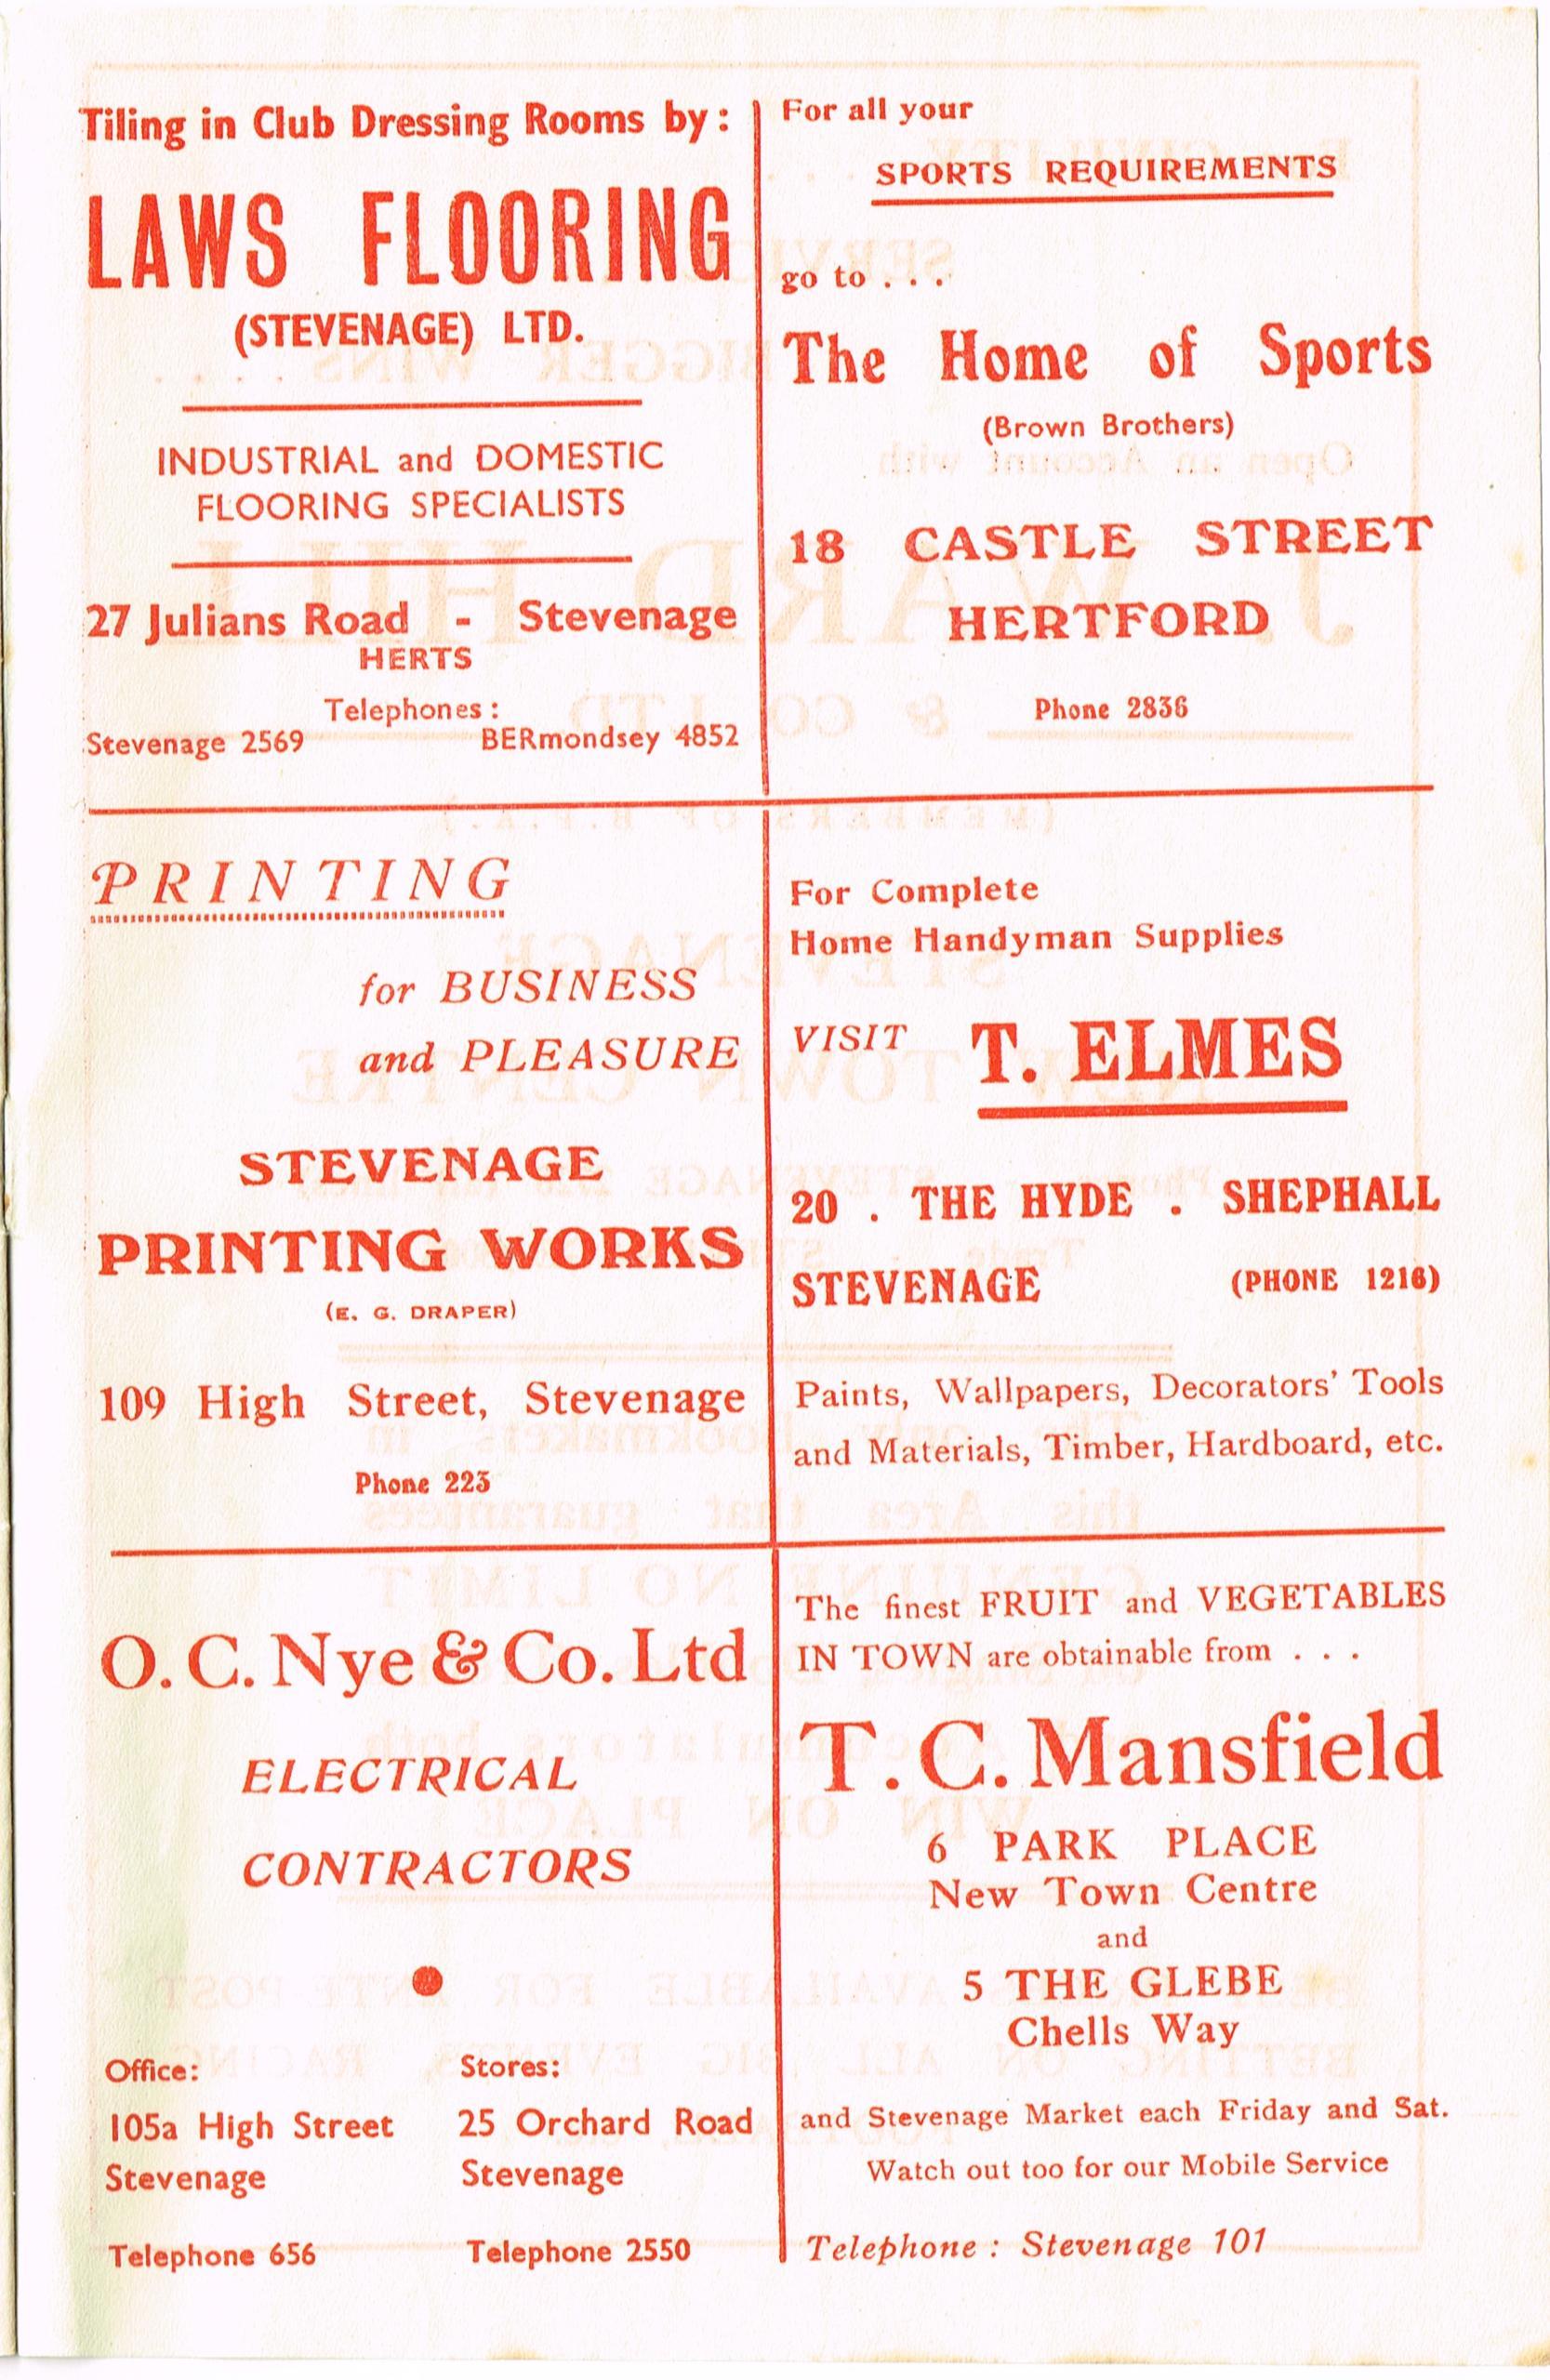 Tiling in Club Dressing Rooms by :
LAWS FLOORING
(STEVENAGE) LTD.
INDUSTRIAL and DOMESTIC
FLOORING SPECIALISTS
27 Julians Road - Stevenage
HERTS
Telephones :
Stevenage 2569 BERmondsey 4852
For all your
SPORTS REQUIREMENTS
go to . . .
The Home of Sports
(Brown Brothers)
18 CASTLE STREET
HERTFORD
Phone 2836
PRINTING
for BUSINESS
and PLEASURE
STEVENAGE
PRINTING WORKS
(E. G. DRAPER)
109 High Street, Stevenage
Phone 223
For Complete
Home Handyman Supplies
VISIT T. ELMES
20 . THE HYDE . SHEPHALL
STEVENAGE (PHONE 1216)
Paints, Wallpapers, Decorators' Tools
and Materials, Timber, Hardboard, etc.
O. C. Nye & Co. Ltd
ELECTRICAL
CONTRACTORS
Office: Stores:
105a High Street 25 Orchard Road
Stevenage Stevenage
Telephone 656 Telephone 2550
The finest FRUIT and VEGETABLES
IN TOWN are obtainable from . . .
T. C. Mansfield
6 PARK PLACE
New Town Centre
and
5 THE GLEBE
Chells Way
and Stevenage Market each Friday and Sat.
Watch out too for our Mobile Service
Telephone : Stevenage 101